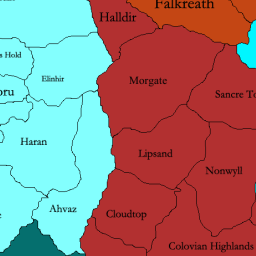 Falkreath
Halldir
s Hold
Elinhir
Morgate
oru
Sancre To
Haran
Lipsand
Nonwyll
Ahvaz
Cloudtop
Colovian Highlands